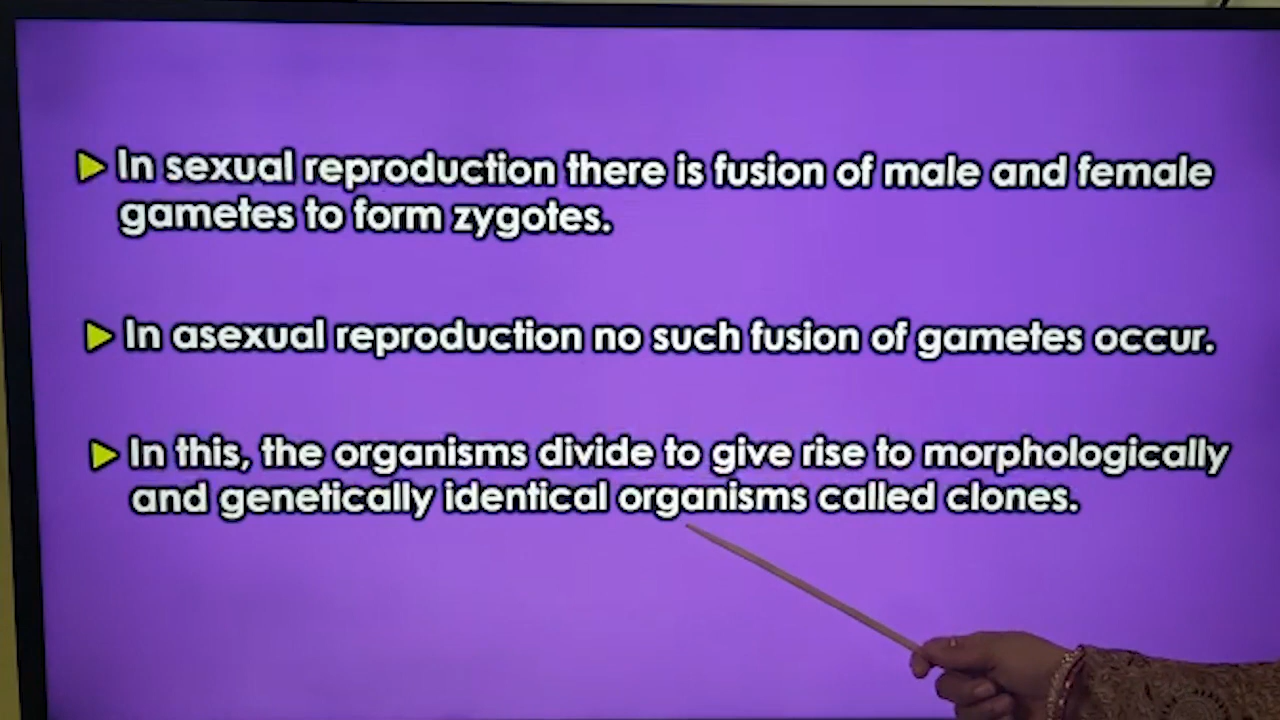 In sexual reproduction there is fusion of male and female
gametes to form zygotes.
In asexual reproduction no such fusion of gametes occur.
In this, the organisms divide to give rise to morphologically
and genetically identical organisms called clones.